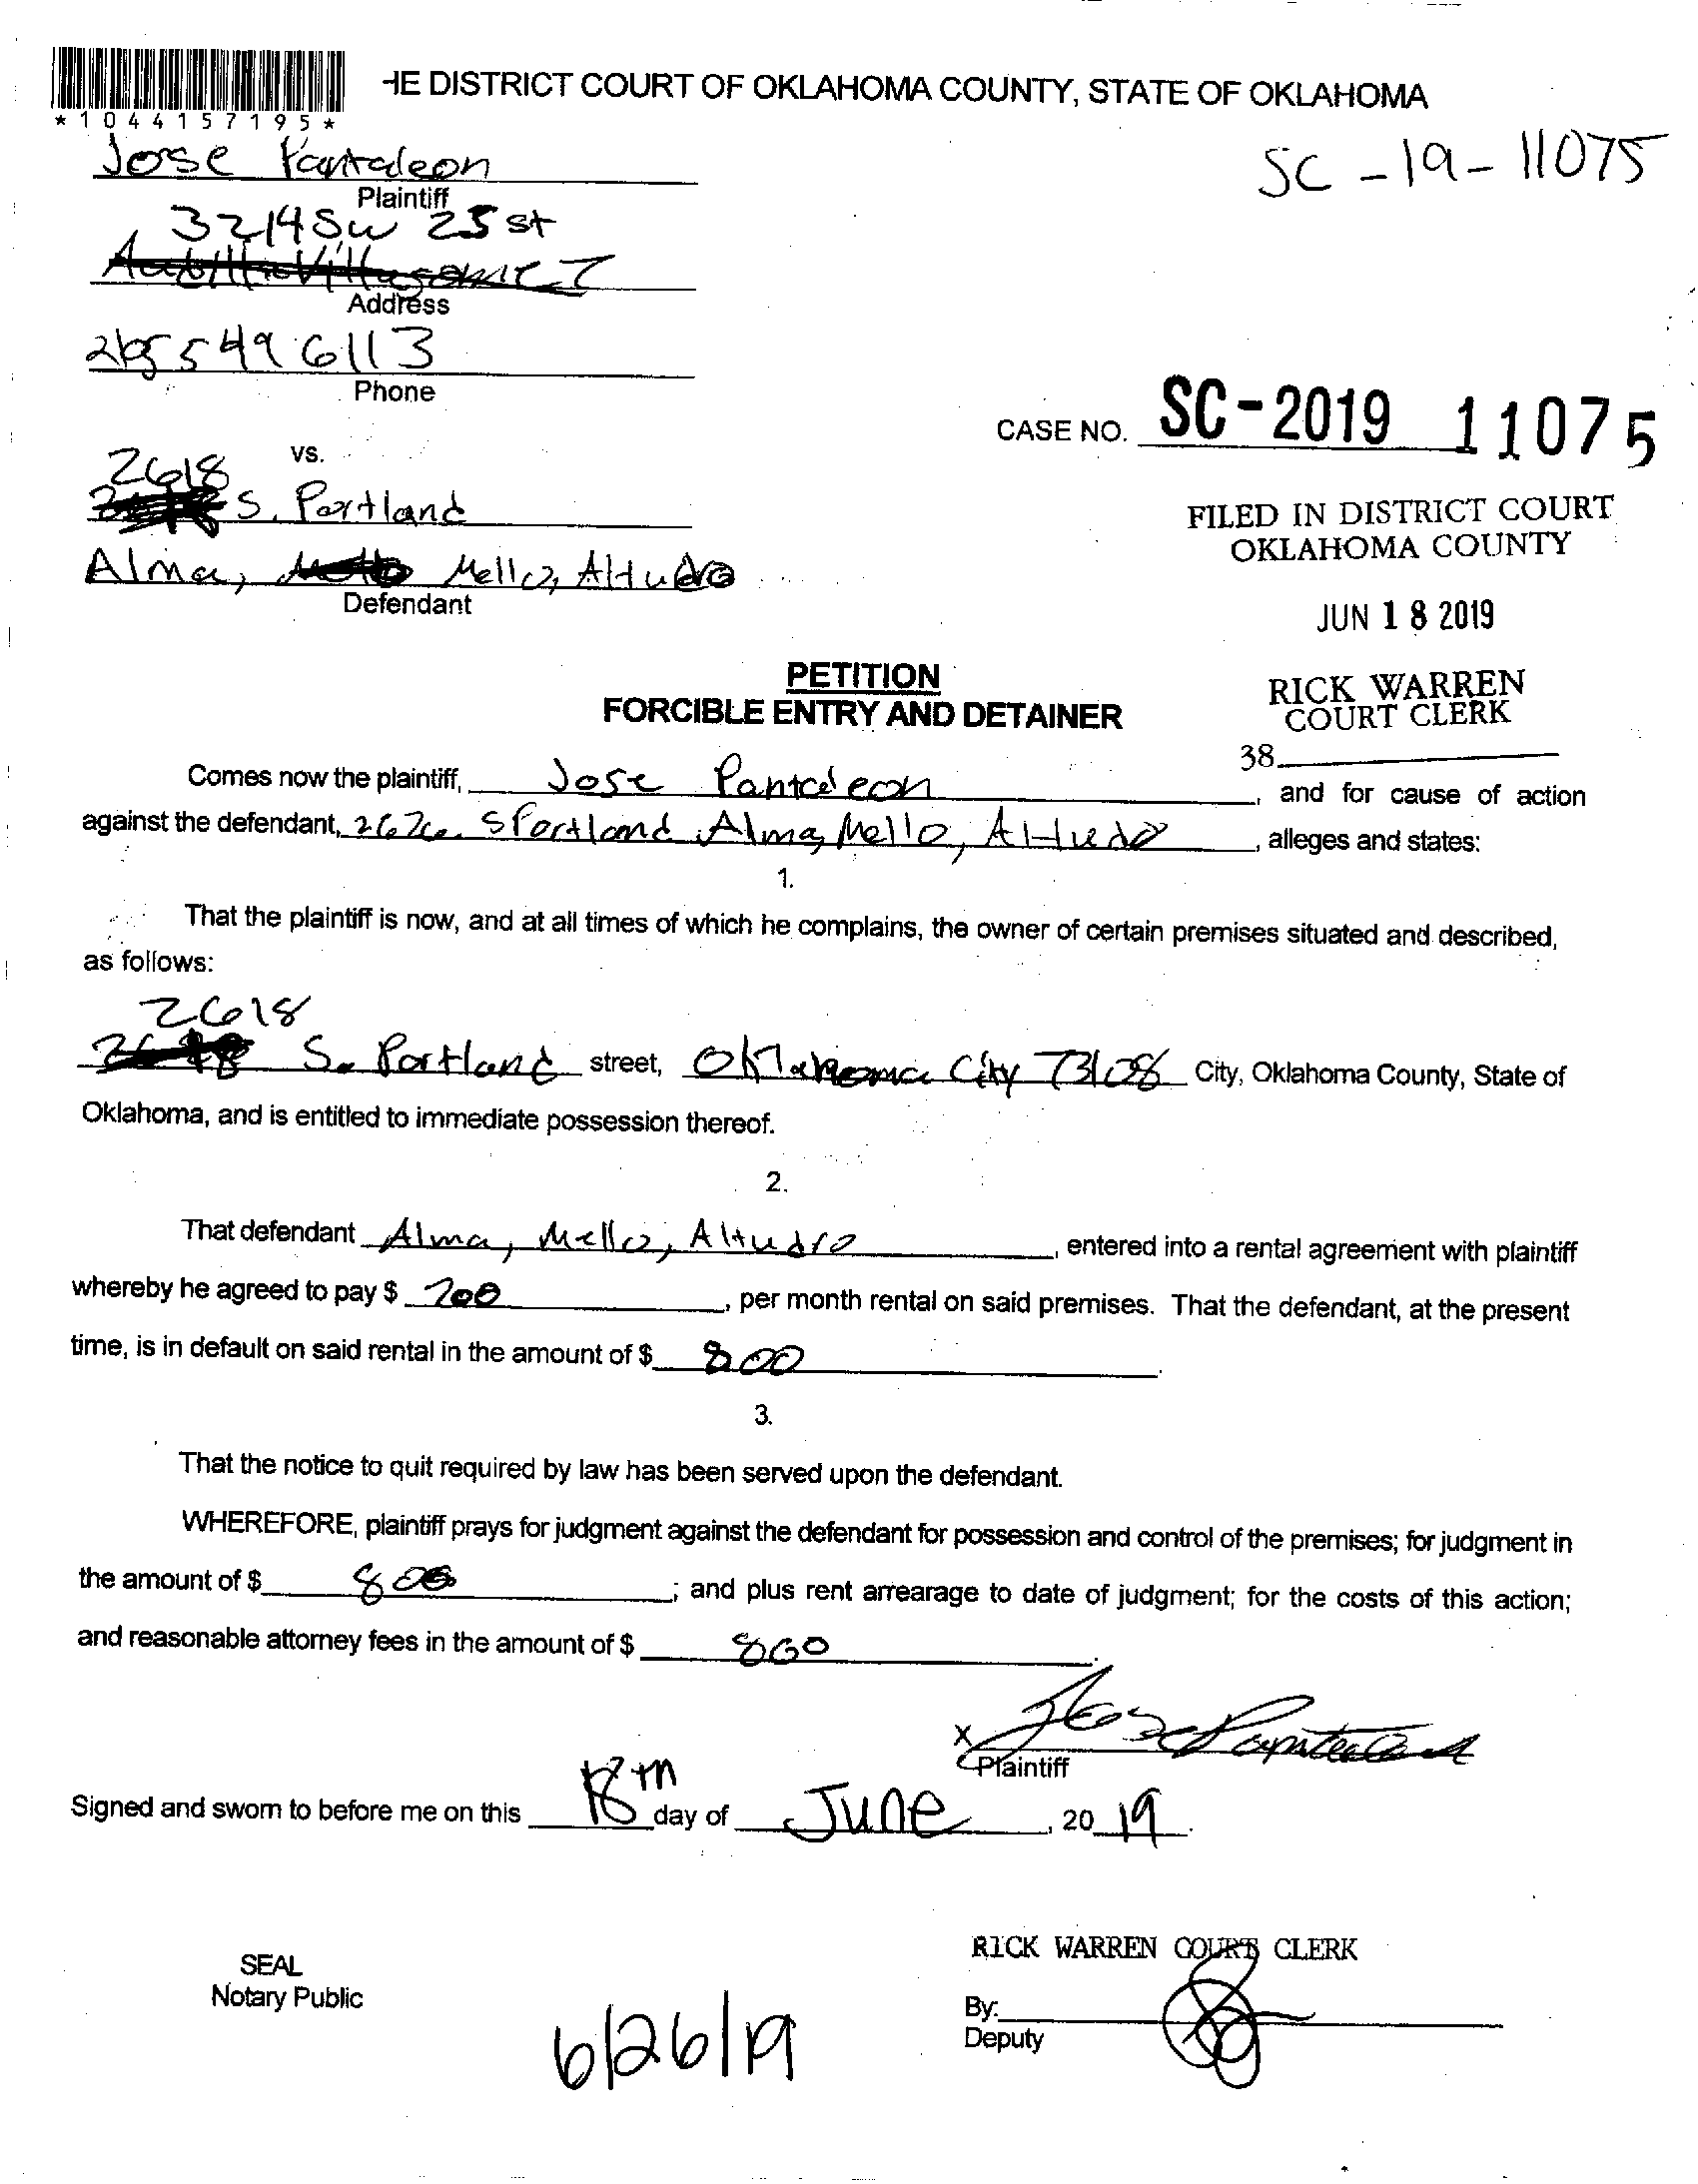 *1044157195*
HE DISTRICT COURT OF OKLAHOMA COUNTY, STATE OF OKLAHOMA
Jose Pantaleon
SC-19-11075
Plaintiff
3214 SW 25 st
Address
5496113
Phone
CASE NO. SC-2019 11075
vs.
2618
S. Portland
FILED IN DISTRICT COURT
OKLAHOMA COUNTY
Alma, Mello, Altudro
Defendant
JUN 18 2019
PETITION
FORCIBLE ENTRY AND DETAINER
RICK WARREN
COURT CLERK
38
Comes now the plaintiff, Jose Pantaleon, and for cause of action
against the defendant, S Portland Alma, Mello, Altudo, alleges and states:
1.
That the plaintiff is now, and at all times of which he complains, the owner of certain premises situated and described,
as follows:
2618
S. Portland street, Oklahoma City 73108 City, Oklahoma County, State of
Oklahoma, and is entitled to immediate possession thereof.
2.
That defendant Alma, Mello, Altudro, entered into a rental agreement with plaintiff
whereby he agreed to pay $ 700, per month rental on said premises. That the defendant, at the present
time, is in default on said rental in the amount of $ 800.
3.
That the notice to quit required by law has been served upon the defendant.
WHEREFORE, plaintiff prays for judgment against the defendant for possession and control of the premises; for judgment in
the amount of $ 800; and plus rent arrearage to date of judgment; for the costs of this action;
and reasonable attorney fees in the amount of $ 800.
x Jose Pantaleon
Plaintiff
Signed and sworn to before me on this 18th day of June, 2019.
RICK WARREN COURT CLERK
SEAL
Notary Public
By:
Deputy
6/26/19